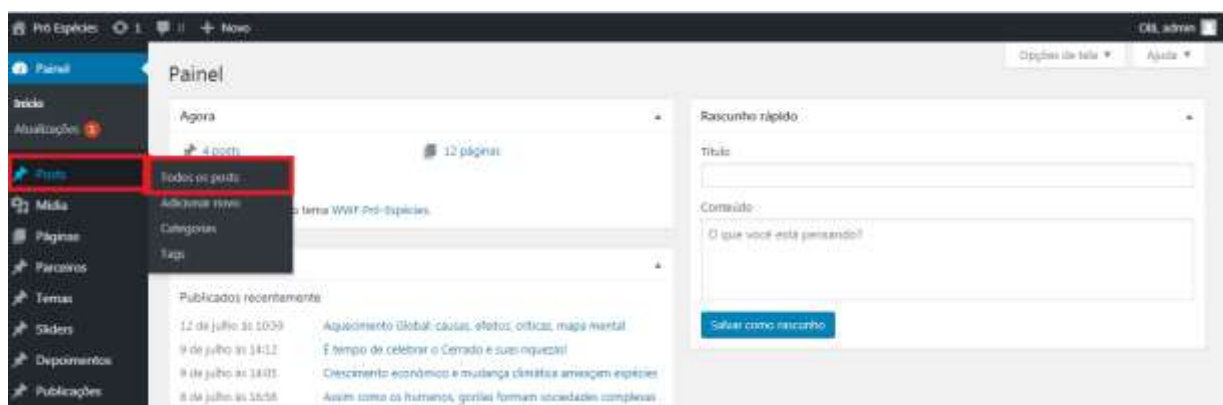 Pró Espécies 1 Novo
Olá, admin
Opções de tela ▼ Ajuda ▼
Painel
Início
Atualizações 1
Posts
Mídia
Páginas
Parceiros
Temas
Sliders
Depoimentos
Publicações
Todos os posts
Adicionar novo
Categorias
Tags
Painel
Agora
4 posts 12 páginas
tema WWF Pró-Espécies.
Publicados recentemente
12 de julho às 10:59 Aquecimento Global: causas, efeitos, críticas, mapa mental
9 de julho às 14:12 É tempo de celebrar o Cerrado e suas riquezas!
9 de julho às Crescimento econômico e mudança climática ameaçam espécies
8 de julho às Assim como os humanos, gorilas formam sociedades complexas
Rascunho rápido
Título
Conteúdo
O que você está pensando?
Salvar como rascunho